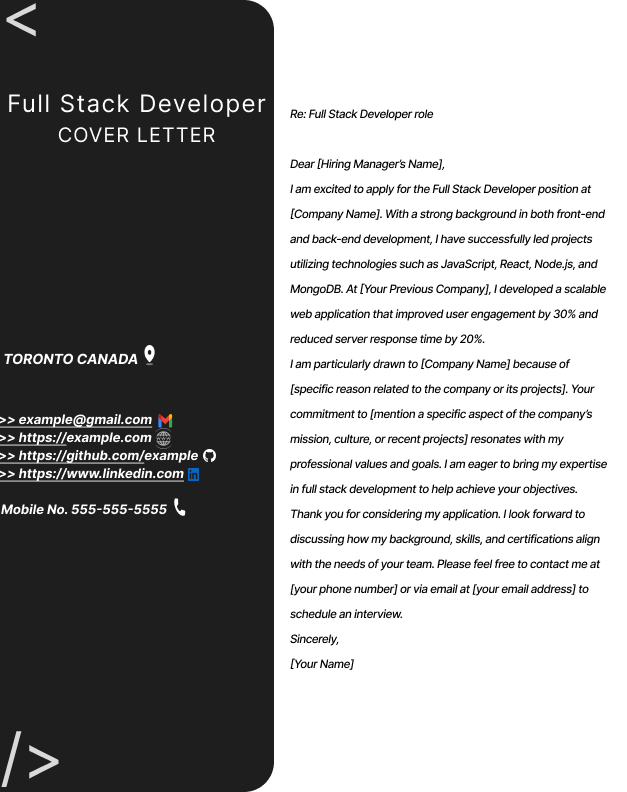 <
Full Stack Developer
COVER LETTER
TORONTO CANADA
>> example@gmail.com
>> https://example.com
>> https://github.com/example
>> https://www.linkedin.com
Mobile No. 555-555-5555
/>
Re: Full Stack Developer role
Dear [Hiring Manager's Name],
I am excited to apply for the Full Stack Developer position at
[Company Name]. With a strong background in both front-end
and back-end development, I have successfully led projects
utilizing technologies such as JavaScript, React, Node.js, and
MongoDB. At [Your Previous Company], I developed a scalable
web application that improved user engagement by 30% and
reduced server response time by 20%.
I am particularly drawn to [Company Name] because of
[specific reason related to the company or its projects]. Your
commitment to [mention a specific aspect of the company's
mission, culture, or recent projects] resonates with my
professional values and goals. I am eager to bring my expertise
in full stack development to help achieve your objectives.
Thank you for considering my application. I look forward to
discussing how my background, skills, and certifications align
with the needs of your team. Please feel free to contact me at
[your phone number] or via email at [your email address] to
schedule an interview.
Sincerely,
[Your Name]